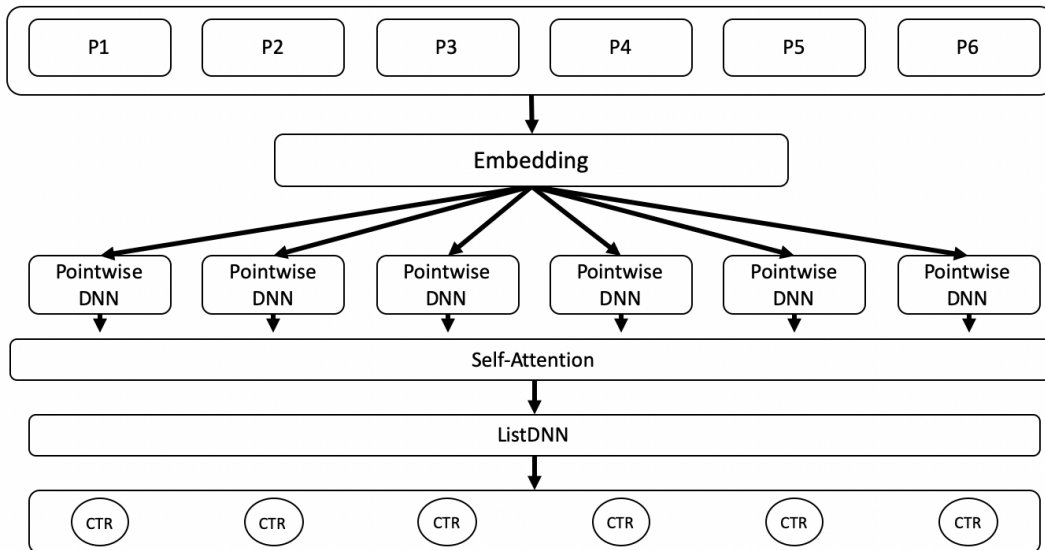 P1 P2 P3 P4 P5 P6
Embedding
Pointwise Pointwise Pointwise Pointwise Pointwise Pointwise
DNN DNN DNN DNN DNN DNN
Self-Attention
ListDNN
CTR CTR CTR CTR CTR CTR